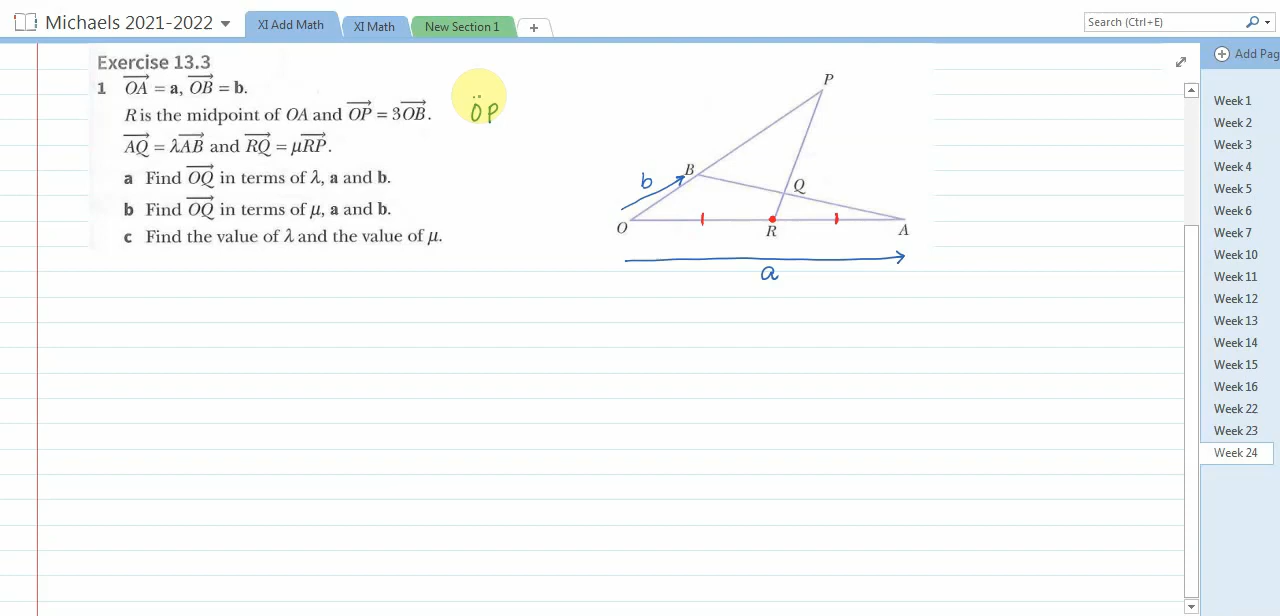 Michaels 2021-2022
XI Add Math
XI Math
New Section 1
Search (Ctrl+E)
Add Pag
Exercise 13.3
1 OA = a, OB = b.
R is the midpoint of OA and OP = 3OB.
AQ = λAB and RQ = μRP.
a Find OQ in terms of λ, a and b.
b Find OQ in terms of μ, a and b.
c Find the value of λ and the value of μ.
OP
P
B
b
Q
O
R
A
a
Week 1
Week 2
Week 3
Week 4
Week 5
Week 6
Week 7
Week 10
Week 11
Week 12
Week 13
Week 14
Week 15
Week 16
Week 22
Week 23
Week 24